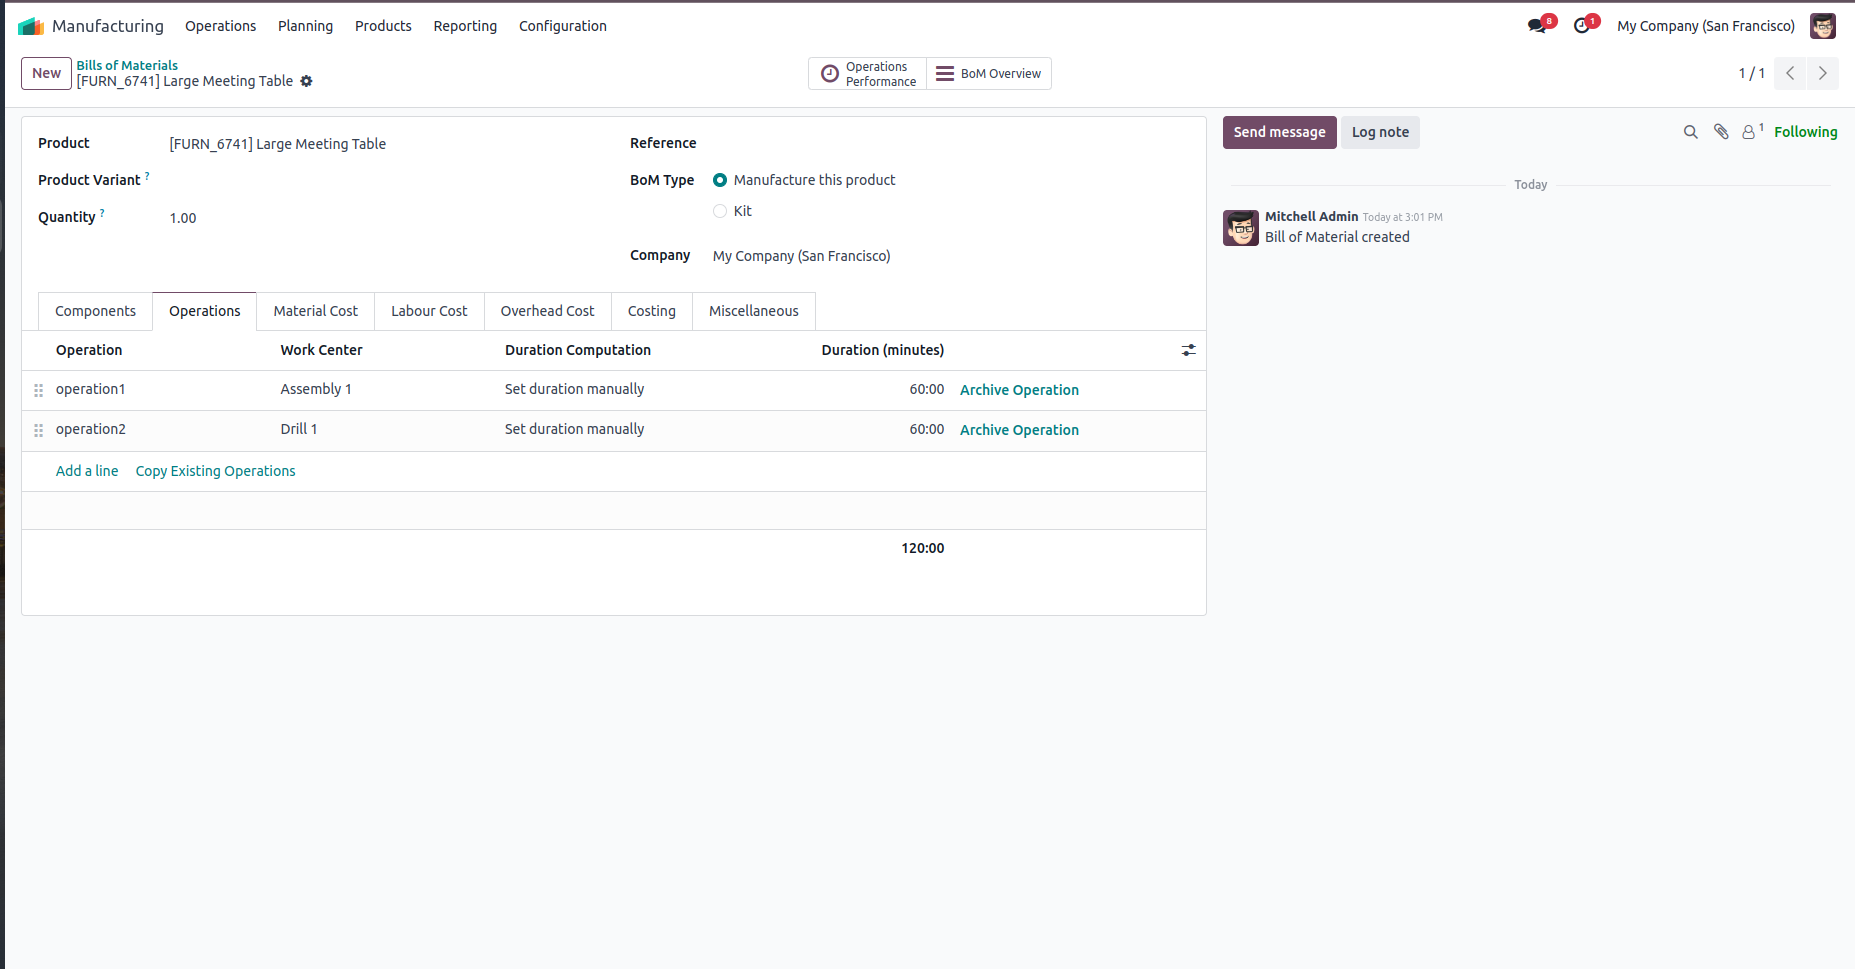 Manufacturing Operations Planning Products Reporting Configuration 8 1 My Company (San Francisco)
New Bills of Materials
[FURN_6741] Large Meeting Table
Operations
Performance
BoM Overview
1 / 1
Product [FURN_6741] Large Meeting Table
Product Variant ?
Quantity ? 1.00
Reference
BoM Type Manufacture this product
Kit
Company My Company (San Francisco)
Components Operations Material Cost Labour Cost Overhead Cost Costing Miscellaneous
Operation Work Center Duration Computation Duration (minutes)
operation1 Assembly 1 Set duration manually 60:00 Archive Operation
operation2 Drill 1 Set duration manually 60:00 Archive Operation
Add a line Copy Existing Operations
120:00
Send message Log note 1 Following
Today
Mitchell Admin Today at 3:01 PM
Bill of Material created